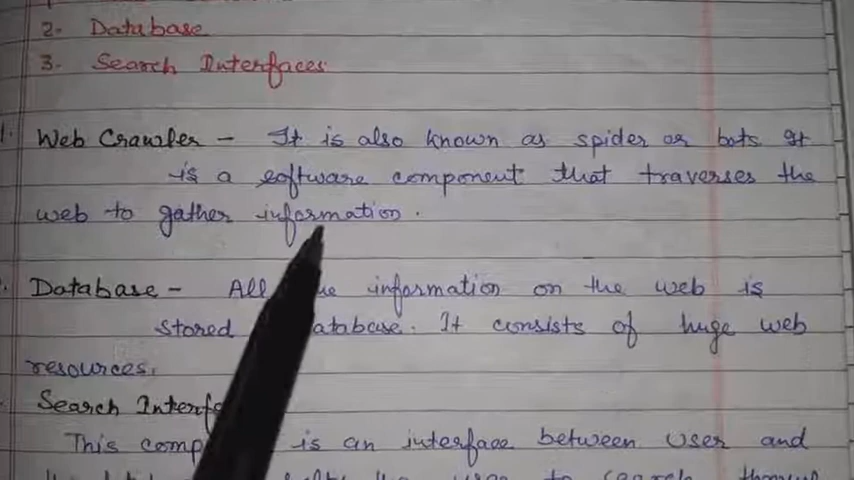 2. Database
3. Search Interfaces
1. Web Crawler - It is also known as spider or bots It
is a software component that traverses the
web to gather information.
Database - All information on the web is
stored database. It consists of huge web
resources.
Search Interf
This comp is an interface between user and